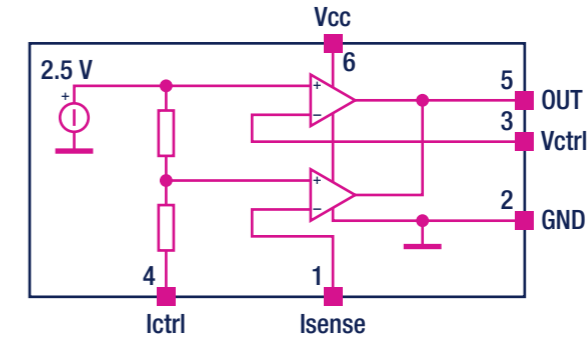 Vcc
6
2.5 V
+
+
−
5
OUT
3
Vctrl
+
−
2
GND
4
1
Ictrl
Isense